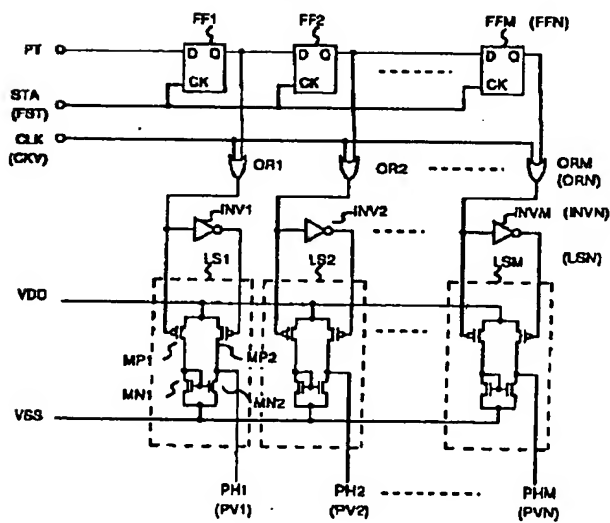 FF1 FF2 FFM (FFN)
PT D Q D Q D Q
CK CK CK
STA
(FST)
CLK
(CKV)
OR1 OR2 ORM
(ORN)
INV1 INV2 INVM (INVN)
LS1 LS2 LSM (LSN)
VDD
MP1 MP2
MN1 MN2
VSS
PH1 PH2 PHM
(PV1) (PV2) (PVN)